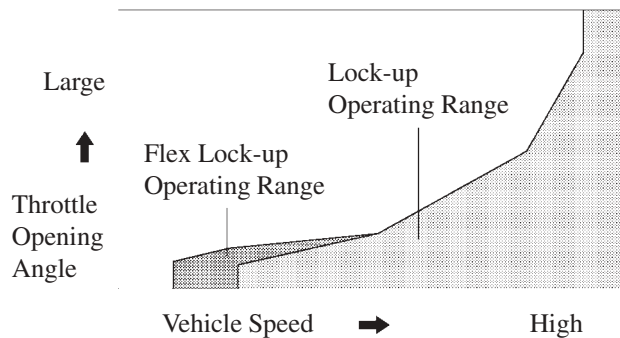 Large
Lock-up
Operating Range
Flex Lock-up
Operating Range
Throttle
Opening
Angle
Vehicle Speed
High